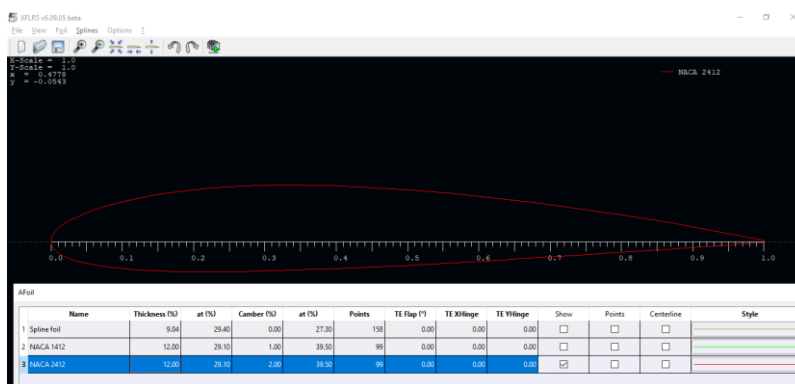 XFLR5 v6.09.05 beta
File View Foil Splines Options ?
X-Scale = 1.0
Y-Scale = 1.0
x = 0.4778
y = -0.0543
NACA 2412
0.0 0.1 0.2 0.3 0.4 0.5 0.6 0.7 0.8 0.9 1.0
AFoil
Name Thickness (%) at (%) Camber (%) at (%) Points TE Flap (°) TE XHinge TE YHinge Show Points Centerline Style
1 Spline foil 9.04 29.40 0.00 27.30 158 0.00 0.00 0.00
2 NACA 1412 12.00 29.10 1.00 39.50 99 0.00 0.00 0.00
3 NACA 2412 12.00 29.10 2.00 39.50 99 0.00 0.00 0.00